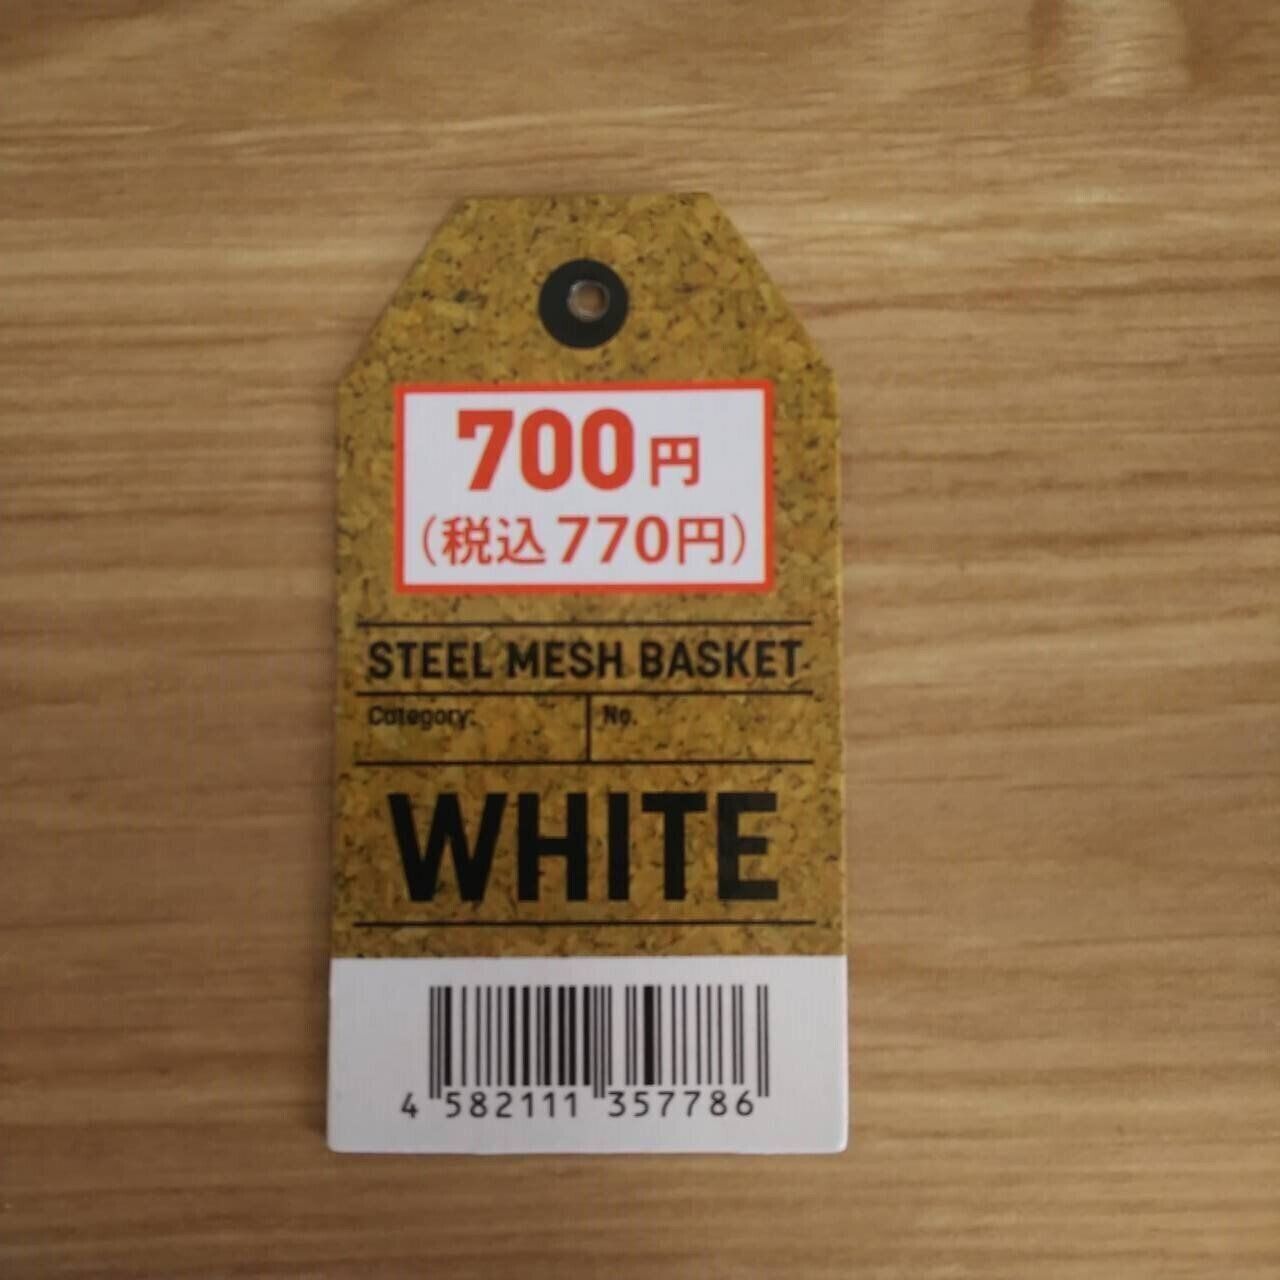 700円
(税込770円)
STEEL MESH BASKET
Category:
No.
WHITE
4 582111 357786